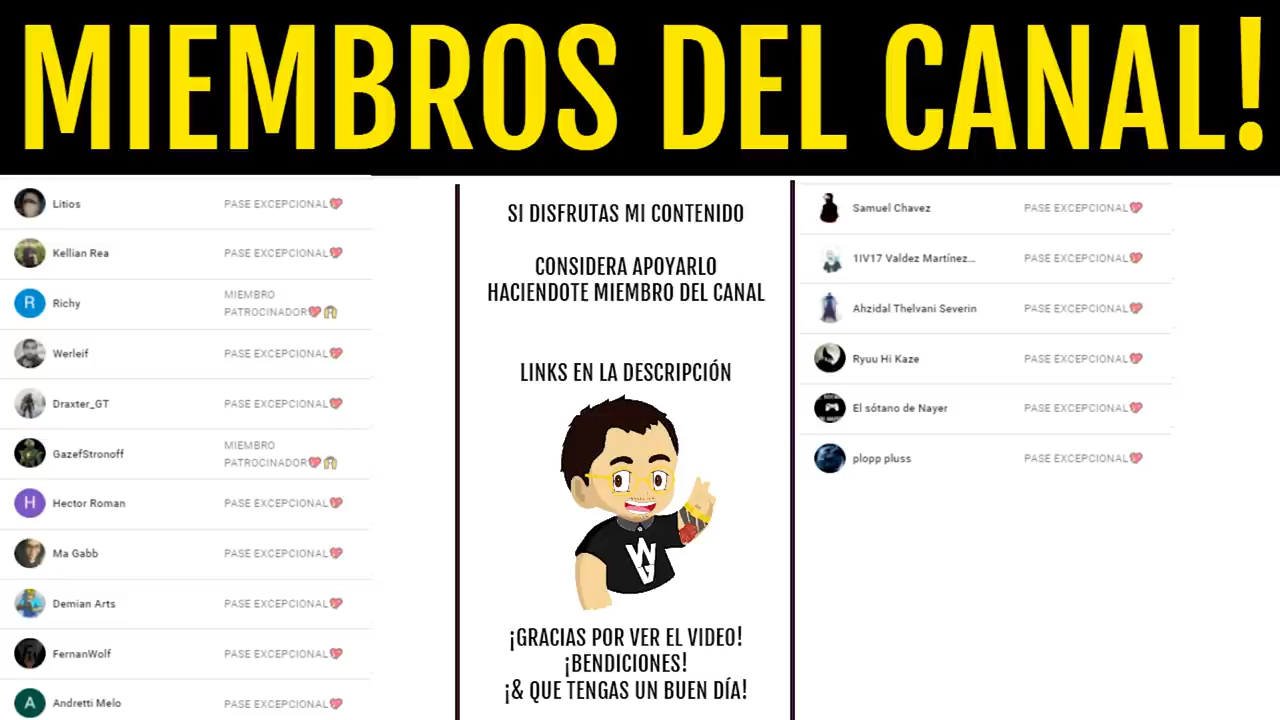 MIEMBROS DEL CANAL!
Litios PASE EXCEPCIONAL💖
Kellian Rea PASE EXCEPCIONAL💖
R Richy MIEMBRO
PATROCINADOR💖
Werleif PASE EXCEPCIONAL💖
Draxter_GT PASE EXCEPCIONAL💖
GazefStronoff MIEMBRO
PATROCINADOR💖
H Hector Roman PASE EXCEPCIONAL💖
Ma Gabb PASE EXCEPCIONAL💖
Demian Arts PASE EXCEPCIONAL💖
FernanWolf PASE EXCEPCIONAL💖
A Andretti Melo PASE EXCEPCIONAL💖
SI DISFRUTAS MI CONTENIDO
CONSIDERA APOYARLO
HACIENDOTE MIEMBRO DEL CANAL
LINKS EN LA DESCRIPCIÓN
¡GRACIAS POR VER EL VIDEO!
¡BENDICIONES!
¡& QUE TENGAS UN BUEN DÍA!
Samuel Chavez PASE EXCEPCIONAL💖
1IV17 Valdez Martínez... PASE EXCEPCIONAL💖
Ahzidal Thelvani Severin PASE EXCEPCIONAL💖
Ryuu Hi Kaze PASE EXCEPCIONAL💖
El sótano de Nayer PASE EXCEPCIONAL💖
plopp pluss PASE EXCEPCIONAL💖